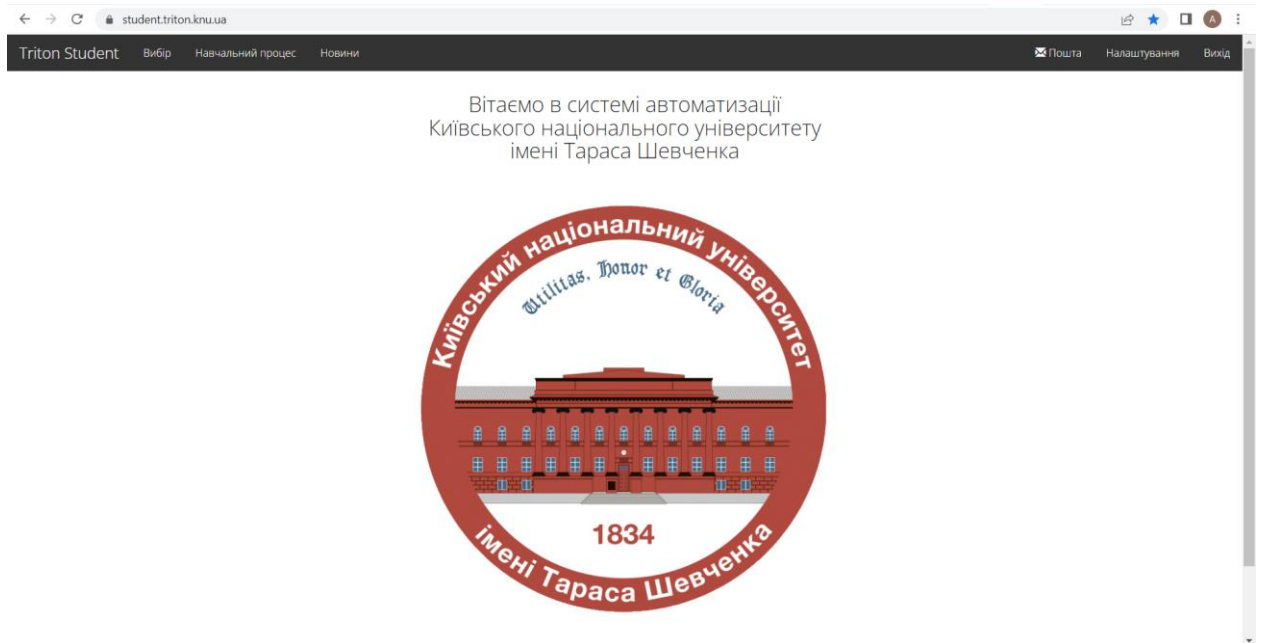 student.triton.knu.ua
А
Triton Student Вибір Навчальний процес Новини Пошта Налаштування Вихід
Вітаємо в системі автоматизації
Київського національного університету
імені Тараса Шевченка
Київський національний університет
Utilitas, Honor et Gloria
1834
імені Тараса Шевченка